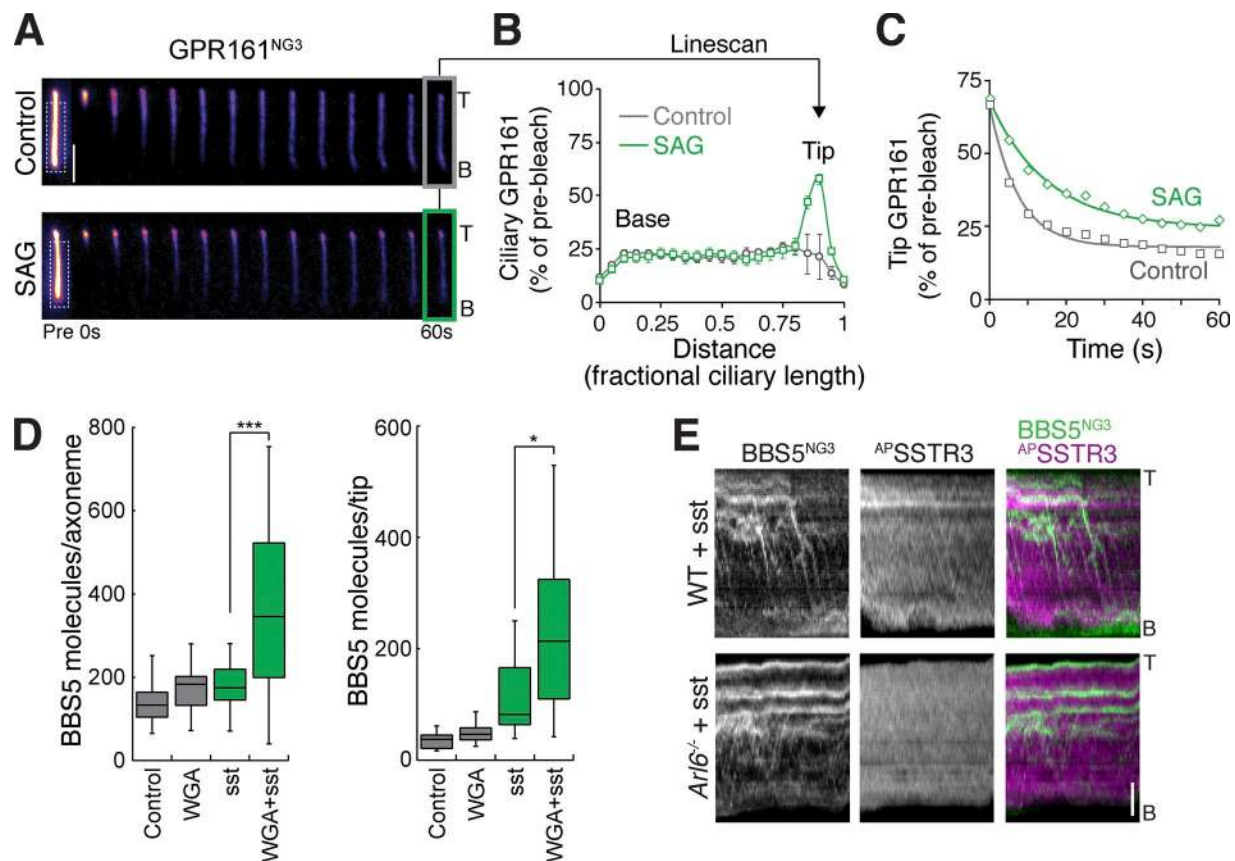 A
GPR161NG3
Control
T
B
SAG
T
B
Pre 0s
60s
B
Linescan
Ciliary GPR161
(% of pre-bleach)
100
75
50
25
0
Control
SAG
Tip
Base
0
0.25
0.5
0.75
1
Distance
(fractional ciliary length)
C
Tip GPR161
(% of pre-bleach)
75
50
25
0
SAG
Control
0
20
40
60
Time (s)
D
BBS5 molecules/axoneme
800
600
400
200
0
***
Control
WGA
sst
WGA+sst
BBS5 molecules/tip
600
400
200
0
*
Control
WGA
sst
WGA+sst
E
BBS5NG3
APSSTR3
BBS5NG3
APSSTR3
WT + sst
T
B
Arl6-/- + sst
T
B